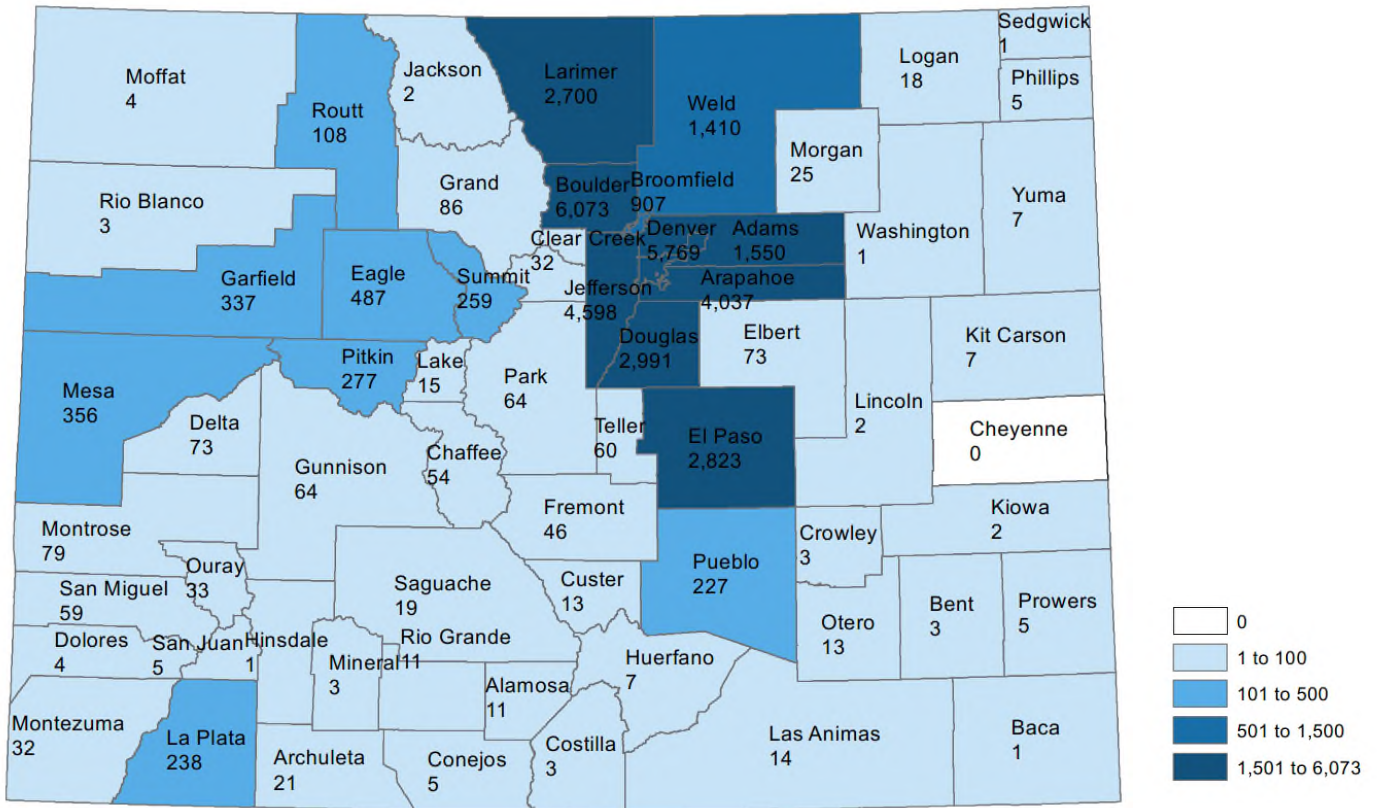 Moffat
4
Routt
108
Jackson
2
Larimer
2,700
Weld
1,410
Logan
18
Sedgwick
1
Phillips
5
Morgan
25
Rio Blanco
3
Grand
86
Boulder
6,073
Broomfield
907
Washington
1
Yuma
7
Garfield
337
Eagle
487
Summit
259
Clear Creek
32
Jefferson
4,598
Denver
5,769
Adams
1,550
Arapahoe
4,037
Mesa
356
Pitkin
277
Lake
15
Park
64
Douglas
2,991
Elbert
73
Lincoln
2
Kit Carson
7
Delta
73
Gunnison
64
Chaffee
54
Teller
60
El Paso
2,823
Cheyenne
0
Montrose
79
Ouray
33
Fremont
46
Pueblo
227
Crowley
3
Kiowa
2
San Miguel
59
Saguache
19
Custer
13
Otero
13
Bent
3
Prowers
5
Dolores
4
San Juan
5
Hinsdale
1
Mineral
3
Rio Grande
11
Alamosa
11
Huerfano
7
Montezuma
32
La Plata
238
Archuleta
21
Conejos
5
Costilla
3
Las Animas
14
Baca
1
0
1 to 100
101 to 500
501 to 1,500
1,501 to 6,073